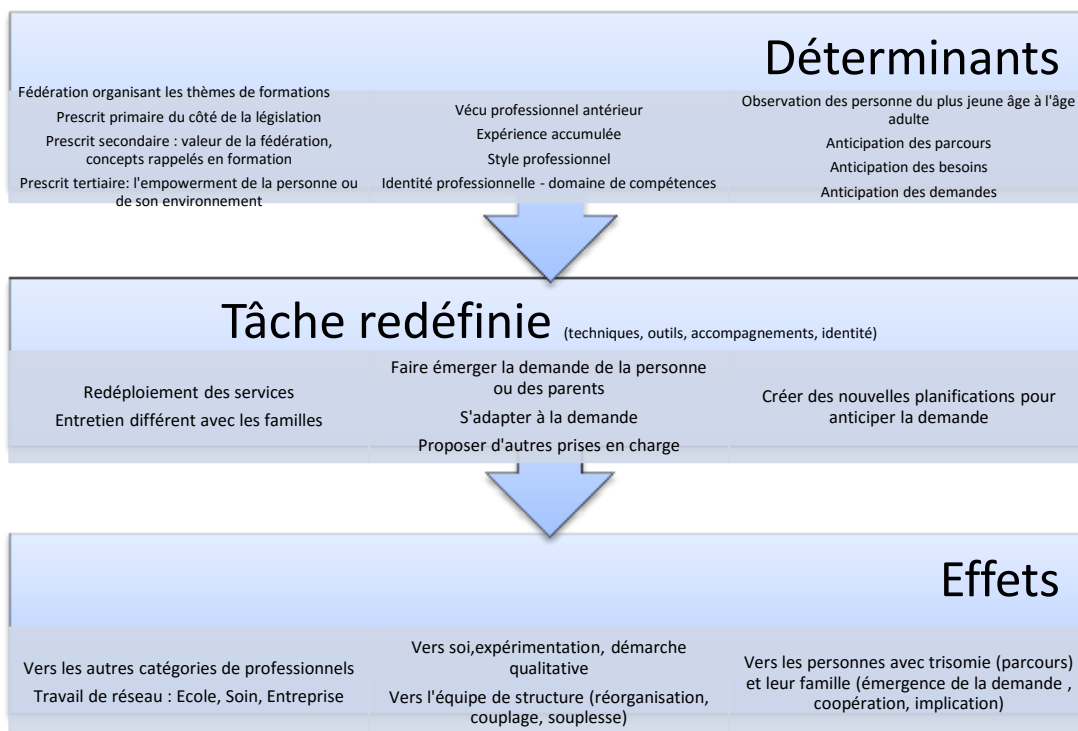 Déterminants
Fédération organisant les thèmes de formations
Prescrit primaire du côté de la législation
Prescrit secondaire : valeur de la fédération,
concepts rappelés en formation
Prescrit tertiaire: l'empowerment de la personne ou
de son environnement
Vécu professionnel antérieur
Expérience accumulée
Style professionnel
Identité professionnelle - domaine de compétences
Observation des personne du plus jeune âge à l'âge
adulte
Anticipation des parcours
Anticipation des besoins
Anticipation des demandes
Tâche redéfinie (techniques, outils, accompagnements, identité)
Redéploiement des services
Entretien différent avec les familles
Faire émerger la demande de la personne
ou des parents
S'adapter à la demande
Proposer d'autres prises en charge
Créer des nouvelles planifications pour
anticiper la demande
Effets
Vers les autres catégories de professionnels
Travail de réseau : Ecole, Soin, Entreprise
Vers soi,expérimentation, démarche
qualitative
Vers l'équipe de structure (réorganisation,
couplage, souplesse)
Vers les personnes avec trisomie (parcours)
et leur famille (émergence de la demande ,
coopération, implication)